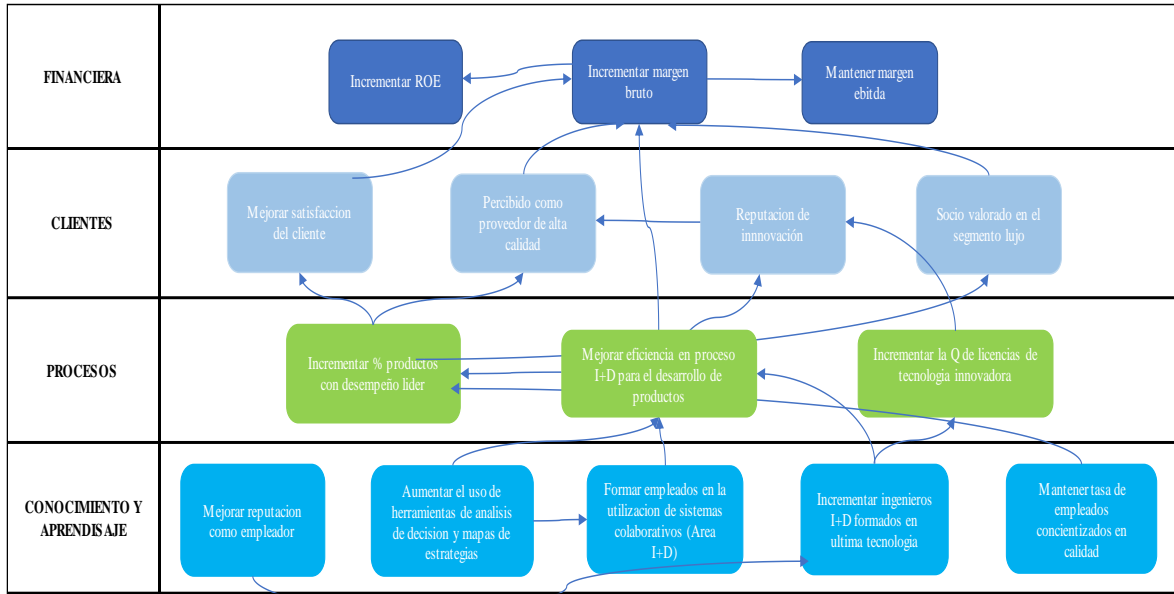 FINANCIERA
Incrementar ROE
Incrementar margen
bruto
Mantener margen
ebitda
CLIENTES
Mejorar satisfaccion
del cliente
Percibido como
proveedor de alta
calidad
Reputacion de
innnovación
Socio valorado en el
segmento lujo
PROCESOS
Incrementar % productos
con desempeño lider
Mejorar eficiencia en proceso
I+D para el desarrollo de
productos
Incrementar la Q de licencias de
tecnologia innovadora
CONOCIMIENTO Y
APRENDISAJE
Mejorar reputacion
como empleador
Aumentar el uso de
herramientas de analisis
de decision y mapas de
estrategias
Formar empleados en la
utilizacion de sistemas
colaborativos (Area
I+D)
Incrementar ingenieros
I+D formados en
ultima tecnologia
Mantener tasa de
empleados
concientizados en
calidad